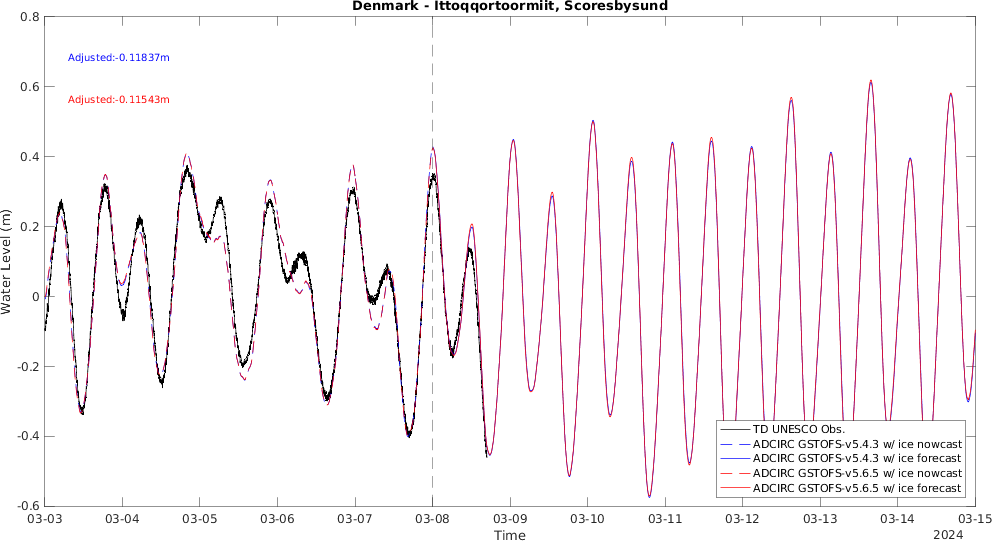 Denmark - Ittoqqortoormiit, Scoresbysund
Adjusted:-0.11837m
Adjusted:-0.11543m
Water Level (m)
0.8
0.6
0.4
0.2
0
-0.2
-0.4
-0.6
TD UNESCO Obs.
ADCIRC GSTOFS-v5.4.3 w/ ice nowcast
ADCIRC GSTOFS-v5.4.3 w/ ice forecast
ADCIRC GSTOFS-v5.6.5 w/ ice nowcast
ADCIRC GSTOFS-v5.6.5 w/ ice forecast
03-03 03-04 03-05 03-06 03-07 03-08 03-09 03-10 03-11 03-12 03-13 03-14 03-15
Time
2024